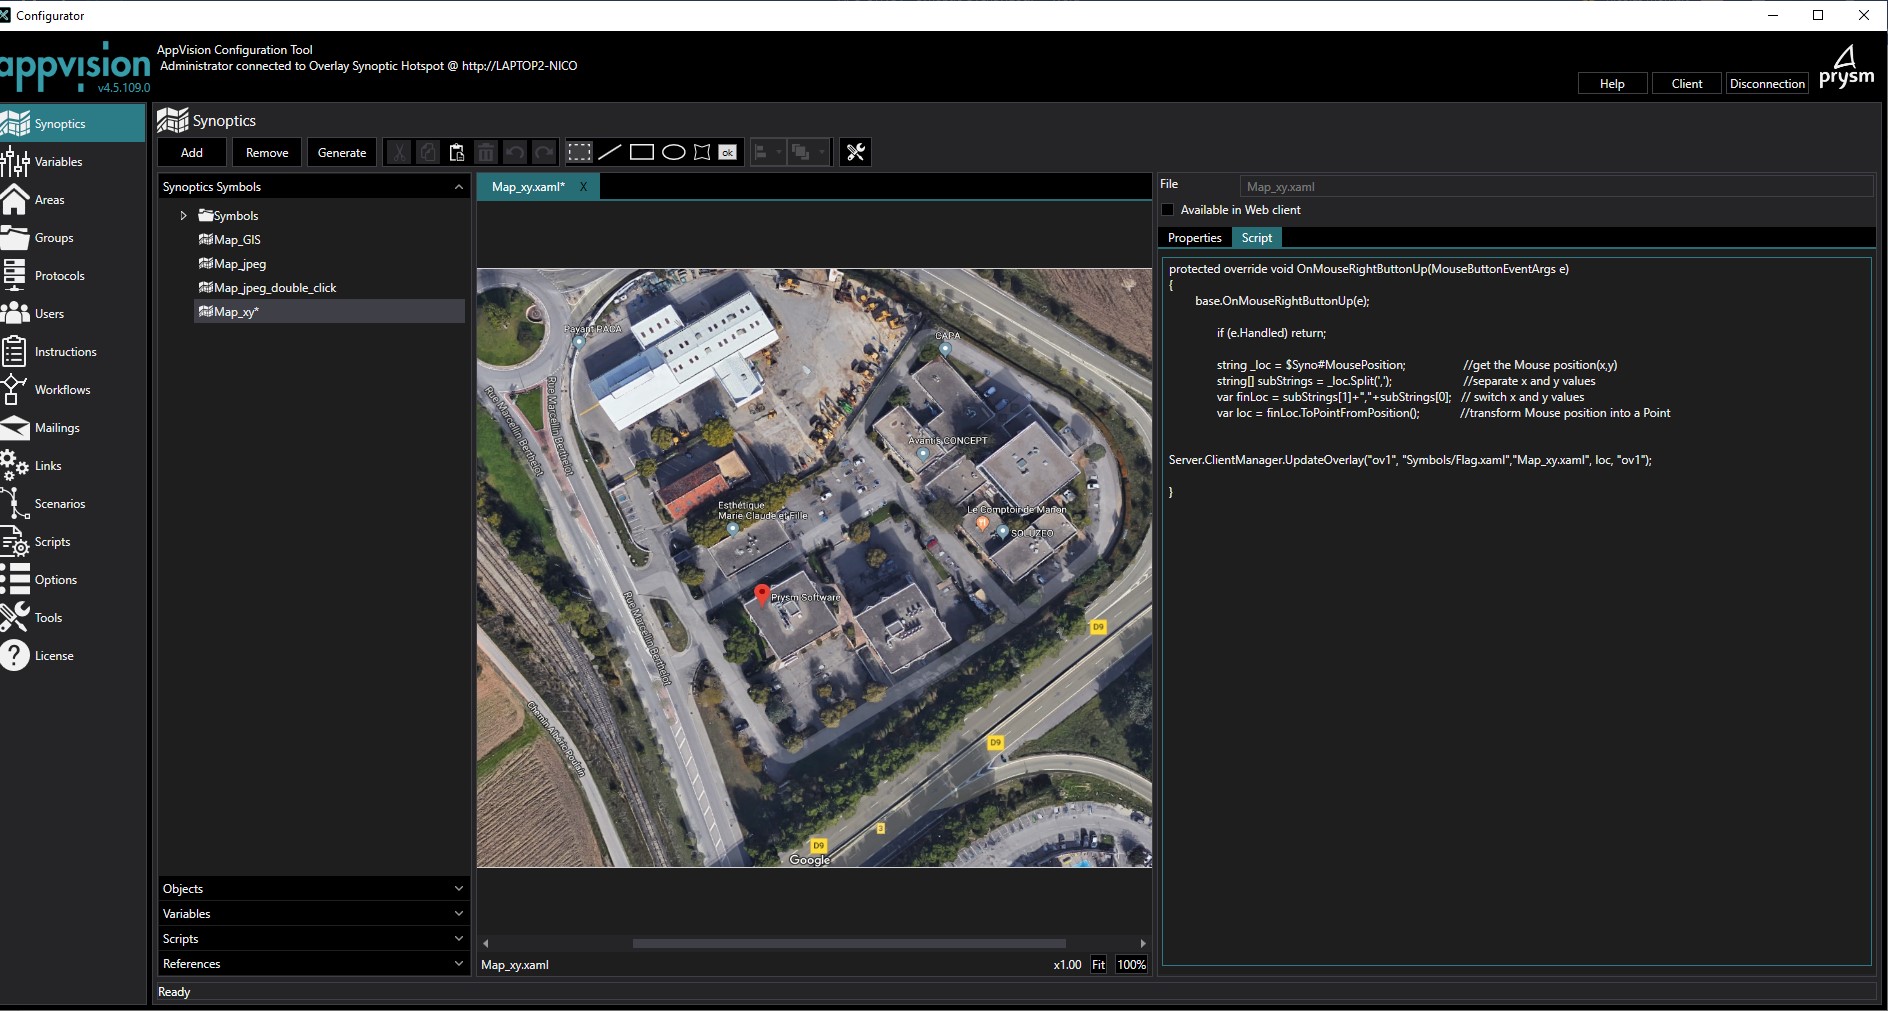 Configurator
appvision
v4.5.109.0
AppVision Configuration Tool
Administrator connected to Overlay Synoptic Hotspot @ http://LAPTOP2-NICO
Help
Client
Disconnection
prysm
Synoptics
Variables
Areas
Groups
Protocols
Users
Instructions
Workflows
Mailings
Links
Scenarios
Scripts
Options
Tools
License
Synoptics
Add
Remove
Generate
ok
Synoptics Symbols
Symbols
Map_GIS
Map_jpeg
Map_jpeg_double_click
Map_xy*
Objects
Variables
Scripts
References
Map_xy.xaml* X
Payant PACA
CAPA
Rue Marcellin Berthelot
Rue Marcellin Berthelot
Avantis CONCEPT
Esthétique
Marie Claude et Fille
Le Comptoir de Manon
SOLUZEO
Prysm Software
Rue Marcellin Berthelot
D9
Chemin Albéric Poulain
D9
D9
Google
Map_xy.xaml
x1.00 Fit 100%
File
Map_xy.xaml
Available in Web client
Properties
Script
protected override void OnMouseRightButtonUp(MouseButtonEventArgs e)
{
base.OnMouseRightButtonUp(e);
if (e.Handled) return;
string _loc = $Syno#MousePosition; //get the Mouse position(x,y)
string[] subStrings = _loc.Split(','); //separate x and y values
var finLoc = subStrings[1]+","+subStrings[0]; // switch x and y values
var loc = finLoc.ToPointFromPosition(); //transform Mouse position into a Point
Server.ClientManager.UpdateOverlay("ov1", "Symbols/Flag.xaml","Map_xy.xaml", loc, "ov1");
}
Ready